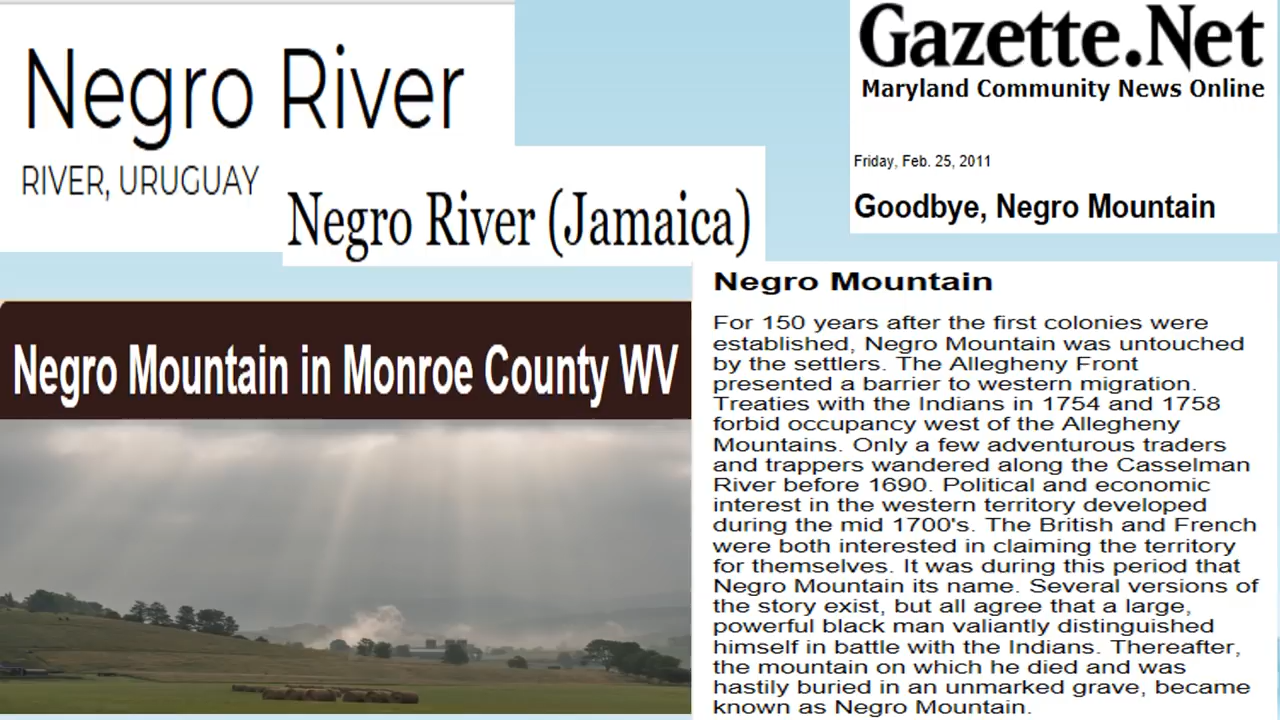 Negro River
RIVER, URUGUAY
Negro River (Jamaica)
Gazette.Net
Maryland Community News Online
Friday, Feb. 25, 2011
Goodbye, Negro Mountain
Negro Mountain in Monroe County WV
Negro Mountain
For 150 years after the first colonies were
established, Negro Mountain was untouched
by the settlers. The Allegheny Front
presented a barrier to western migration.
Treaties with the Indians in 1754 and 1758
forbid occupancy west of the Allegheny
Mountains. Only a few adventurous traders
and trappers wandered along the Casselman
River before 1690. Political and economic
interest in the western territory developed
during the mid 1700's. The British and French
were both interested in claiming the territory
for themselves. It was during this period that
Negro Mountain its name. Several versions of
the story exist, but all agree that a large,
powerful black man valiantly distinguished
himself in battle with the Indians. Thereafter,
the mountain on which he died and was
hastily buried in an unmarked grave, became
known as Negro Mountain.